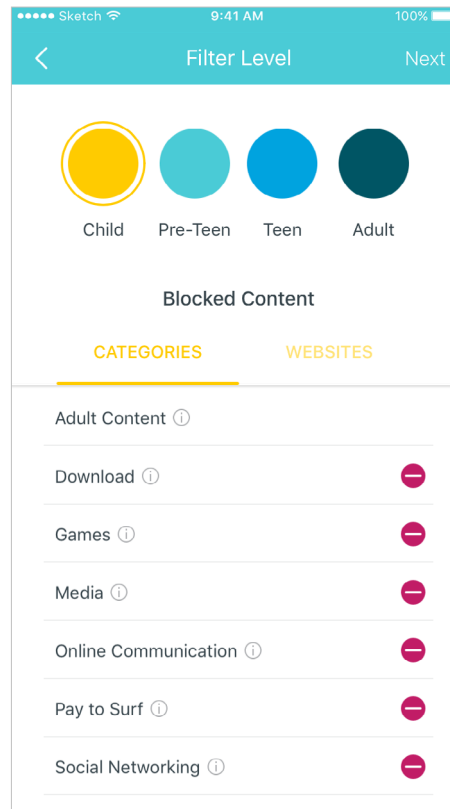 Sketch 9:41 AM 100%
Filter Level Next
Child Pre-Teen Teen Adult
Blocked Content
CATEGORIES WEBSITES
Adult Content
Download
Games
Media
Online Communication
Pay to Surf
Social Networking